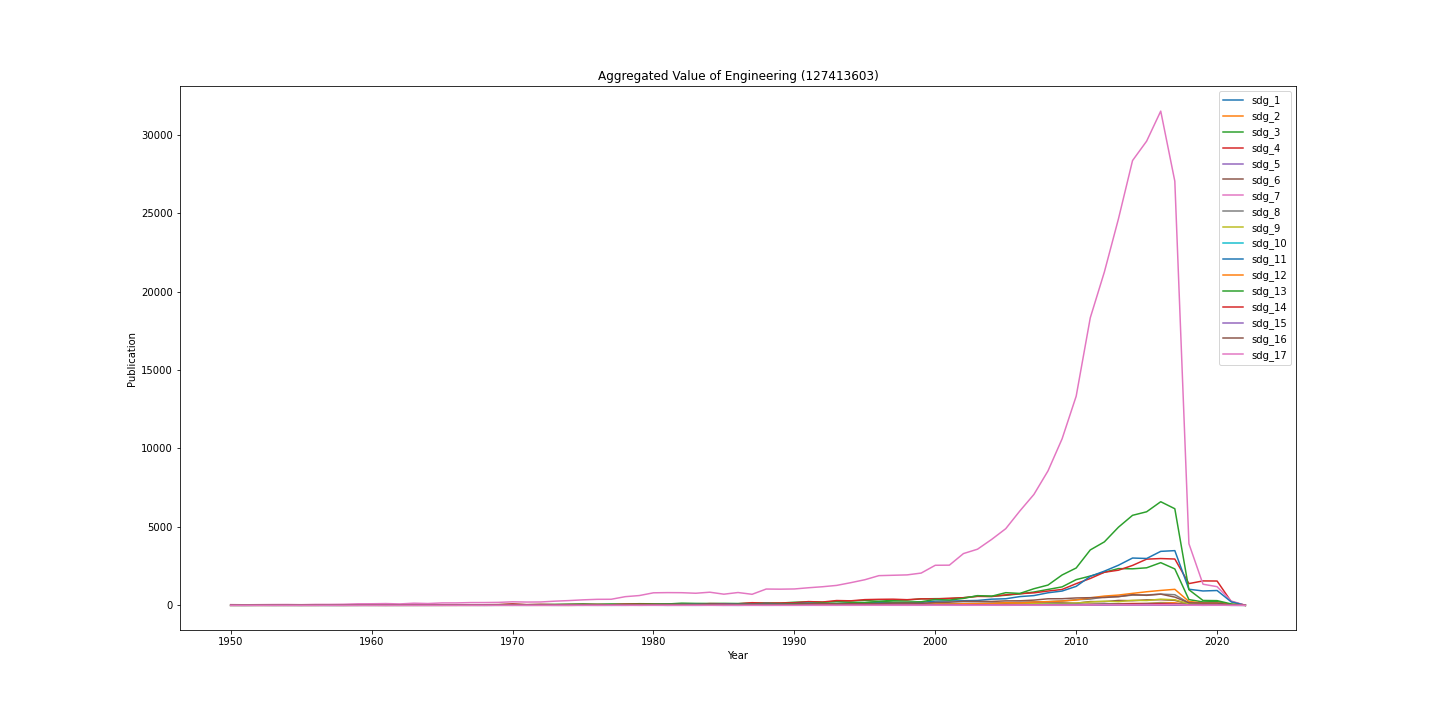 Aggregated Value of Engineering (127413603)
30000
25000
20000
15000
10000
5000
0
Publication
1950
1960
1970
1980
1990
2000
2010
2020
Year
sdg_1
sdg_2
sdg_3
sdg_4
sdg_5
sdg_6
sdg_7
sdg_8
sdg_9
sdg_10
sdg_11
sdg_12
sdg_13
sdg_14
sdg_15
sdg_16
sdg_17